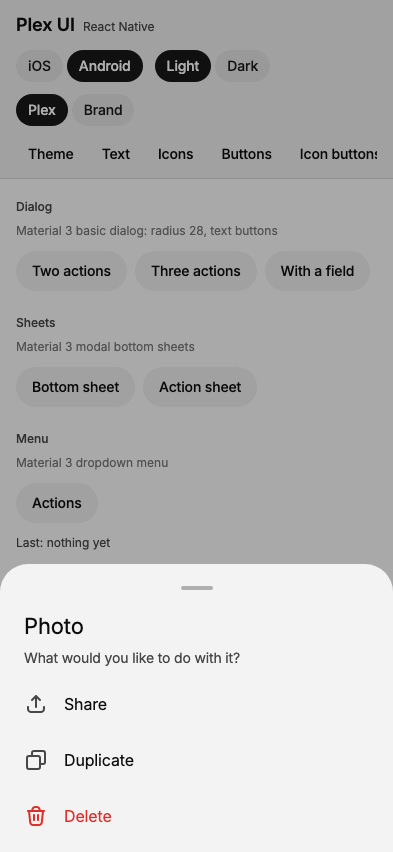 Plex UI React Native
iOS Android Light Dark
Plex Brand
Theme Text Icons Buttons Icon buttons
Dialog
Material 3 basic dialog: radius 28, text buttons
Two actions Three actions With a field
Sheets
Material 3 modal bottom sheets
Bottom sheet Action sheet
Menu
Material 3 dropdown menu
Actions
Last: nothing yet
Photo
What would you like to do with it?
Share
Duplicate
Delete